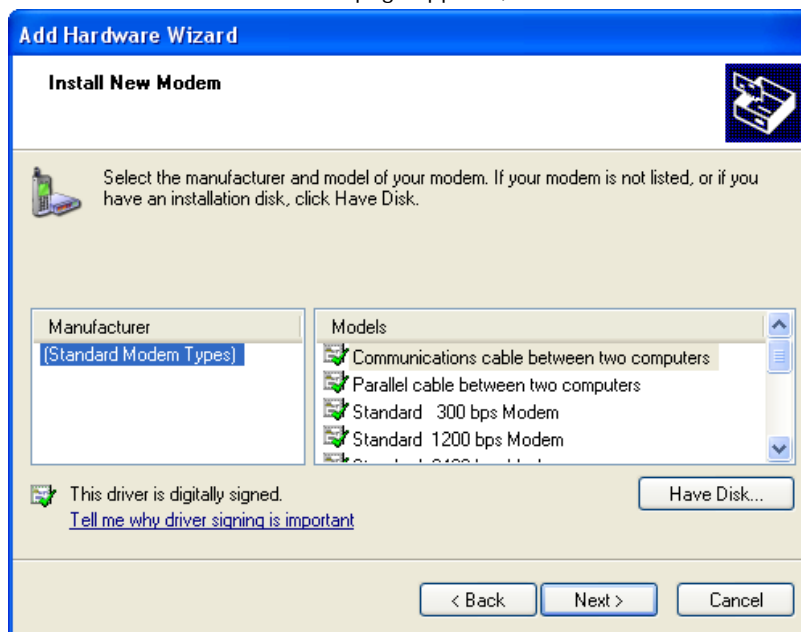 Add Hardware Wizard
Install New Modem
Select the manufacturer and model of your modem. If your modem is not listed, or if you
have an installation disk, click Have Disk.
Manufacturer
(Standard Modem Types)
Models
Communications cable between two computers
Parallel cable between two computers
Standard 300 bps Modem
Standard 1200 bps Modem
This driver is digitally signed.
Tell me why driver signing is important
Have Disk...
< Back
Next >
Cancel